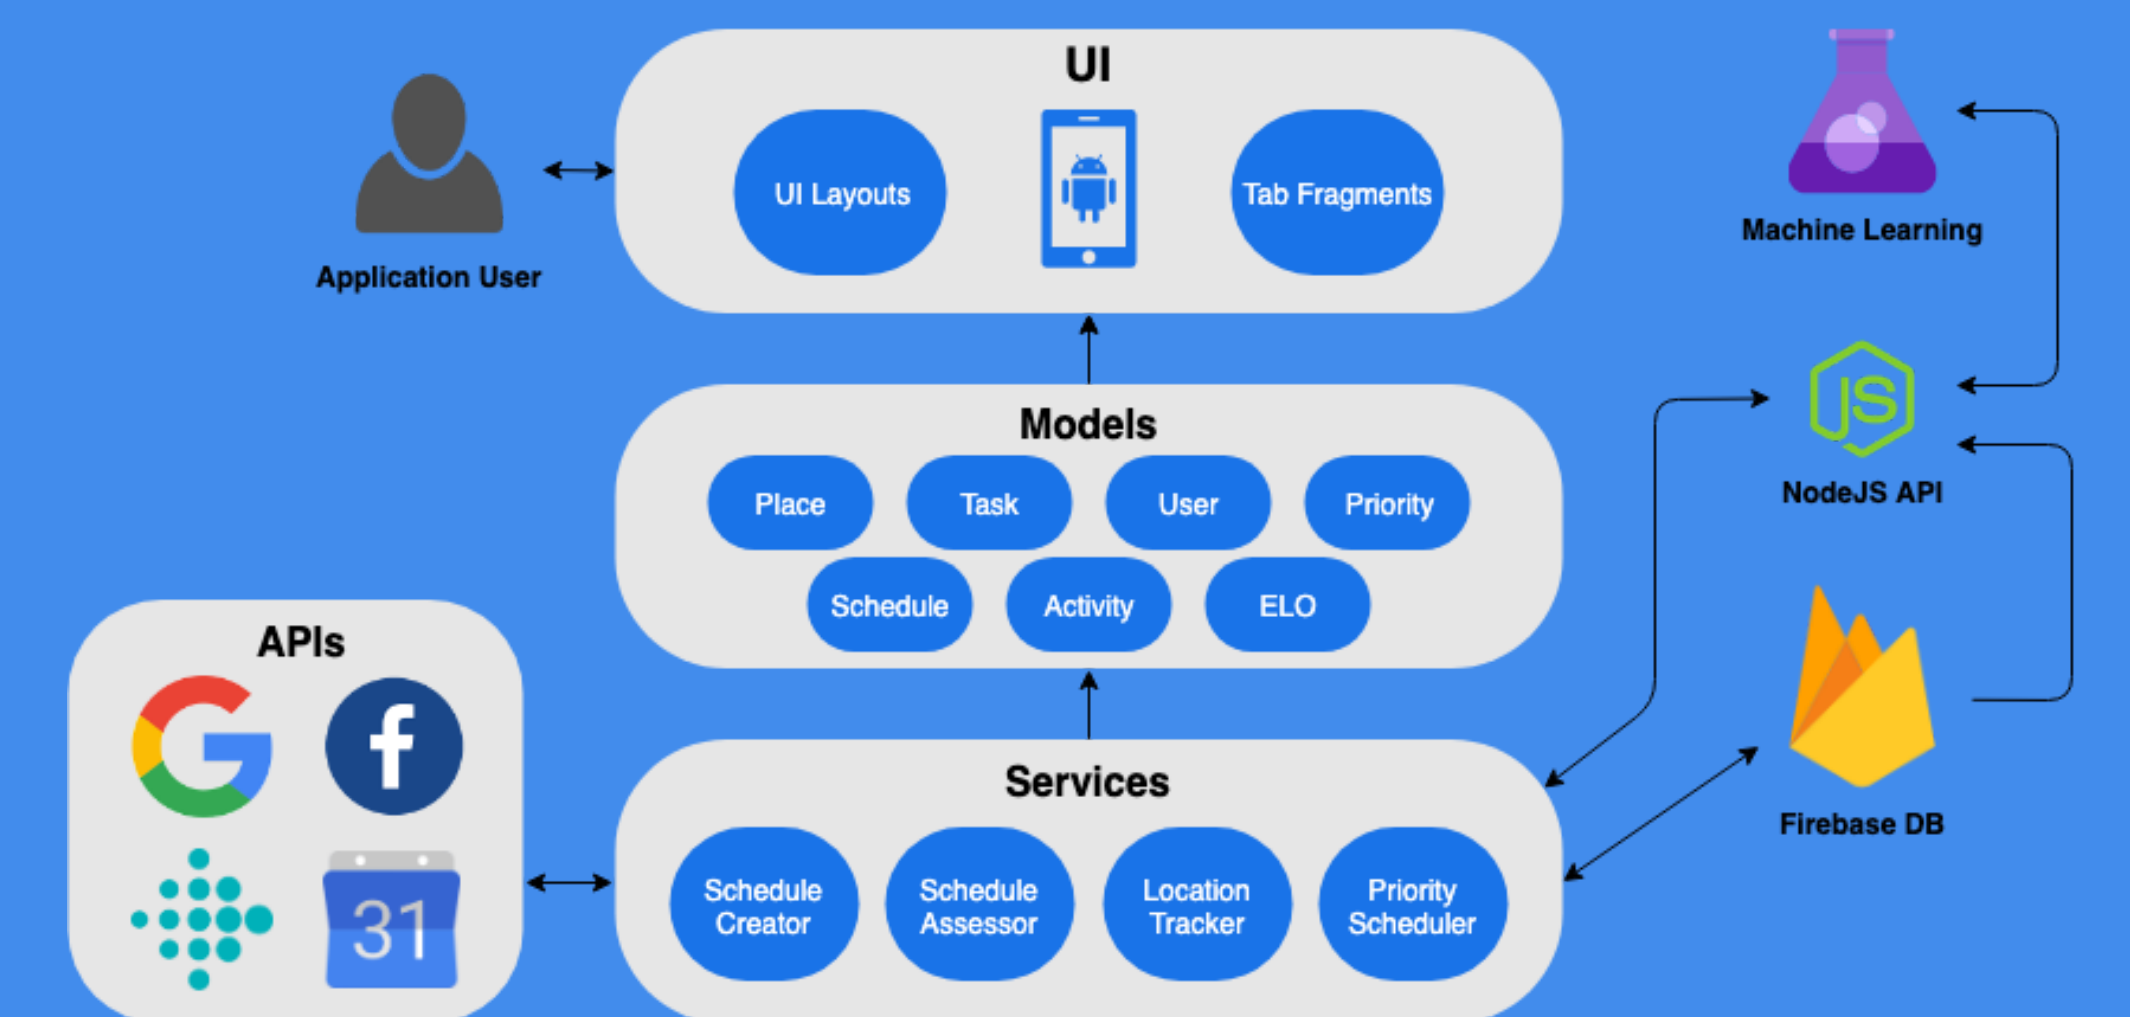 UI
UI Layouts
Tab Fragments
Application User
Machine Learning
Models
Place
Task
User
Priority
Schedule
Activity
ELO
JS
NodeJS API
APIs
G
f
31
Services
Schedule
Creator
Schedule
Assessor
Location
Tracker
Priority
Scheduler
Firebase DB